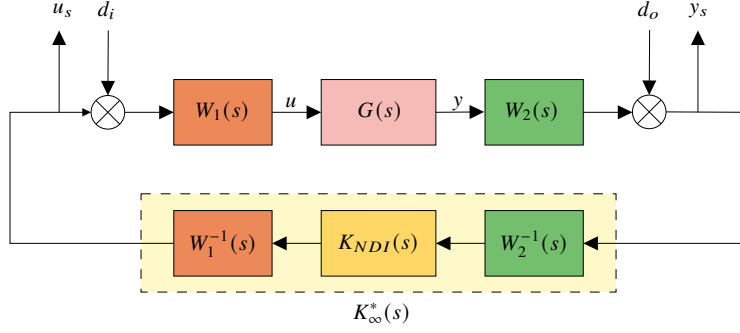 u_s d_i d_o y_s
W_1(s) u G(s) y W_2(s)
W_1^{-1}(s) K_{NDI}(s) W_2^{-1}(s)
K_∞^*(s)